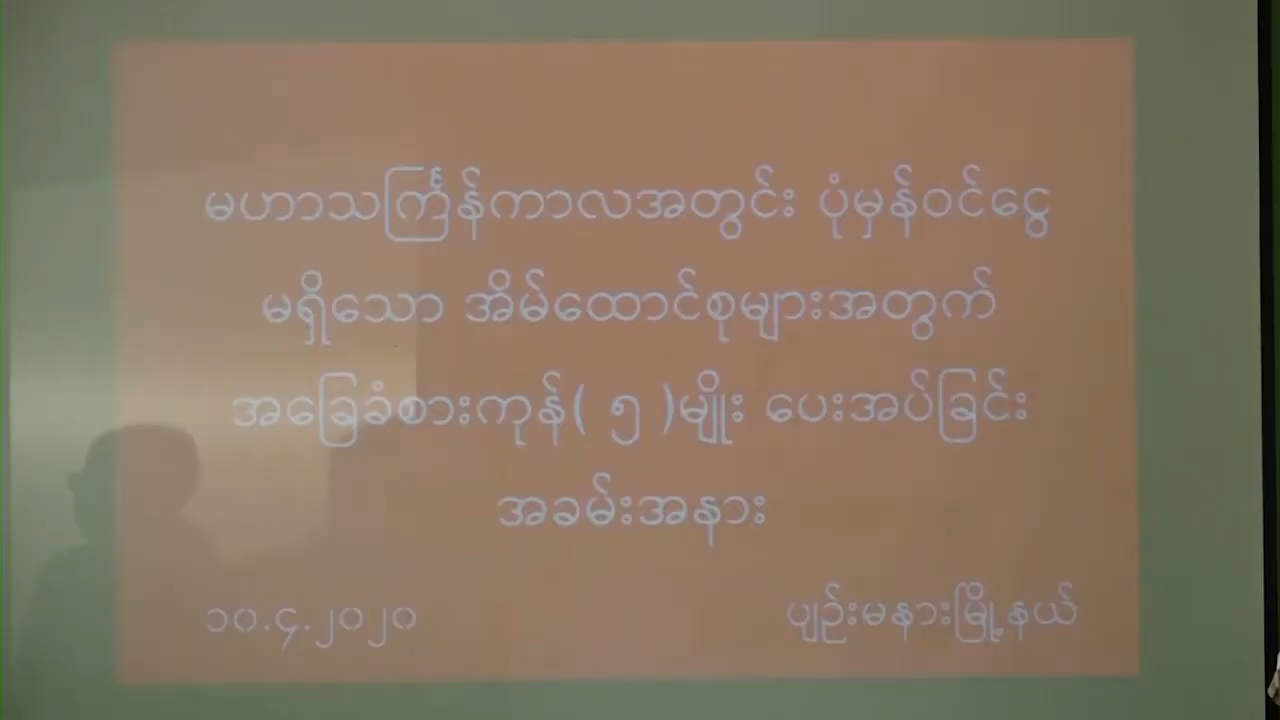 မဟာသင်္ကြန်ကာလအတွင်း ပုံမှန်ဝင်ငွေ
မရှိသော အိမ်ထောင်စုများအတွက်
အခြေခံစားကုန်( ၅ )မျိုး ပေးအပ်ခြင်း
အခမ်းအနား
၁၀.၄.၂၀၂၀
ပျဉ်းမနားမြို့နယ်